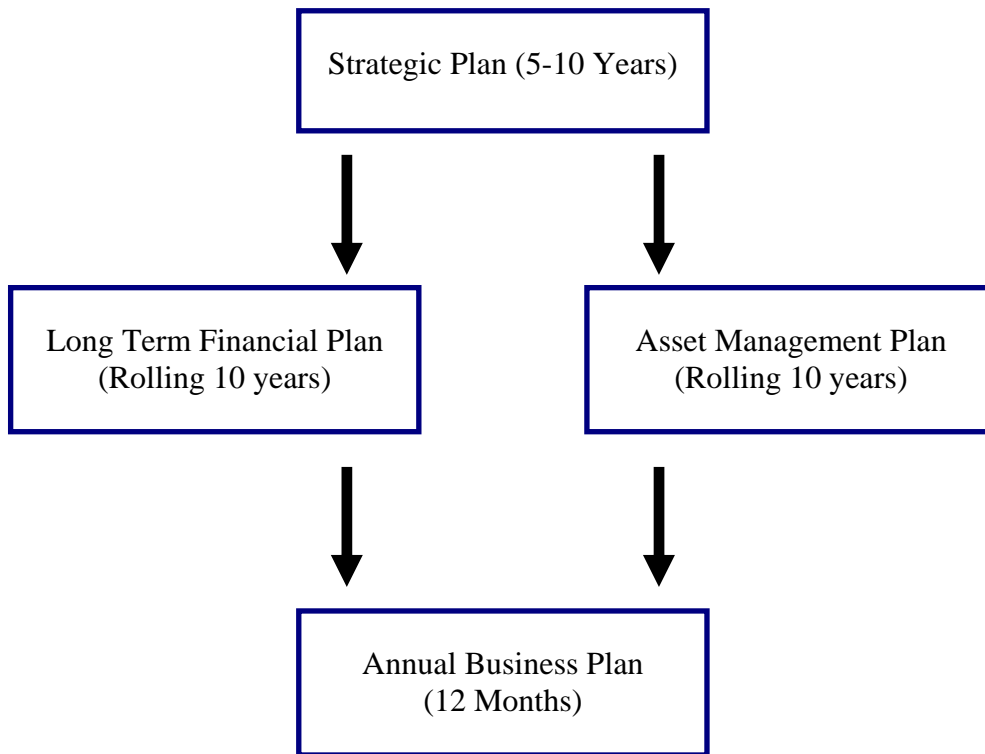 Strategic Plan (5-10 Years)
Long Term Financial Plan
(Rolling 10 years)
Asset Management Plan
(Rolling 10 years)
Annual Business Plan
(12 Months)